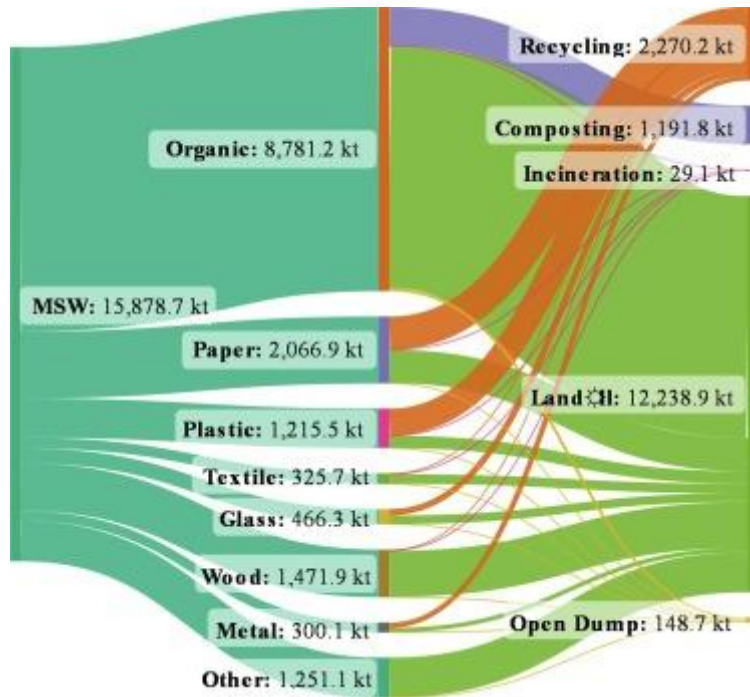 Recycling: 2,270.2 kt
Composting: 1,191.8 kt
Organic: 8,781.2 kt
Incineration: 29.1 kt
MSW: 15,878.7 kt
Paper: 2,066.9 kt
Land☼ll: 12,238.9 kt
Plastic: 1,215.5 kt
Textile: 325.7 kt
Glass: 466.3 kt
Wood: 1,471.9 kt
Open Dump: 148.7 kt
Metal: 300.1 kt
Other: 1,251.1 kt